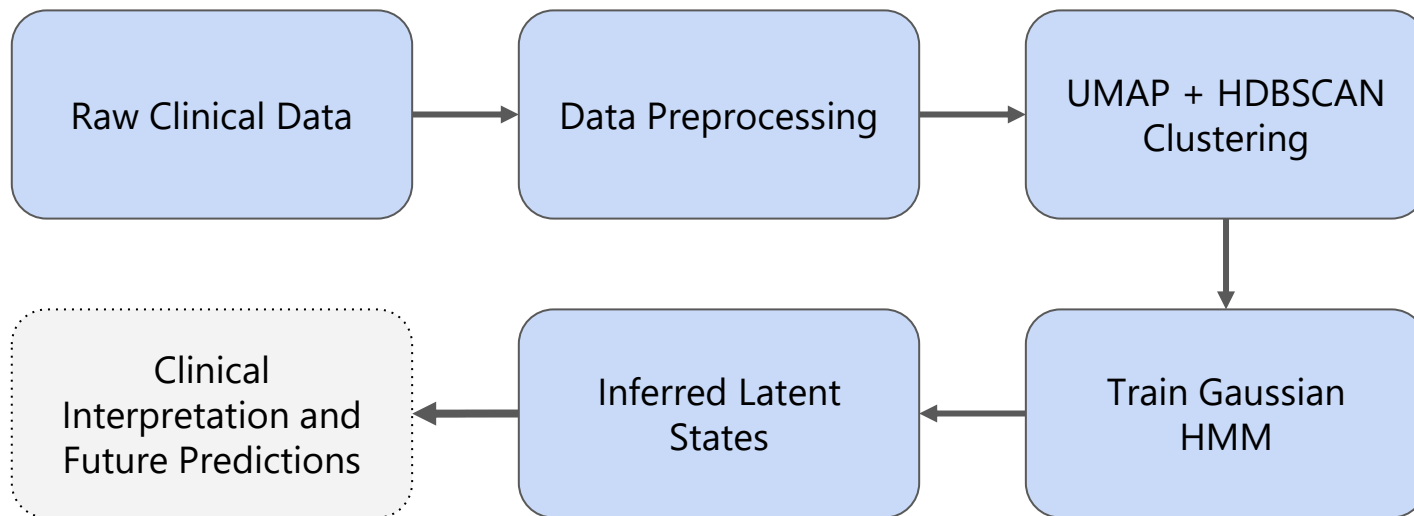 Raw Clinical Data
Data Preprocessing
UMAP + HDBSCAN
Clustering
Train Gaussian
HMM
Inferred Latent
States
Clinical
Interpretation and
Future Predictions